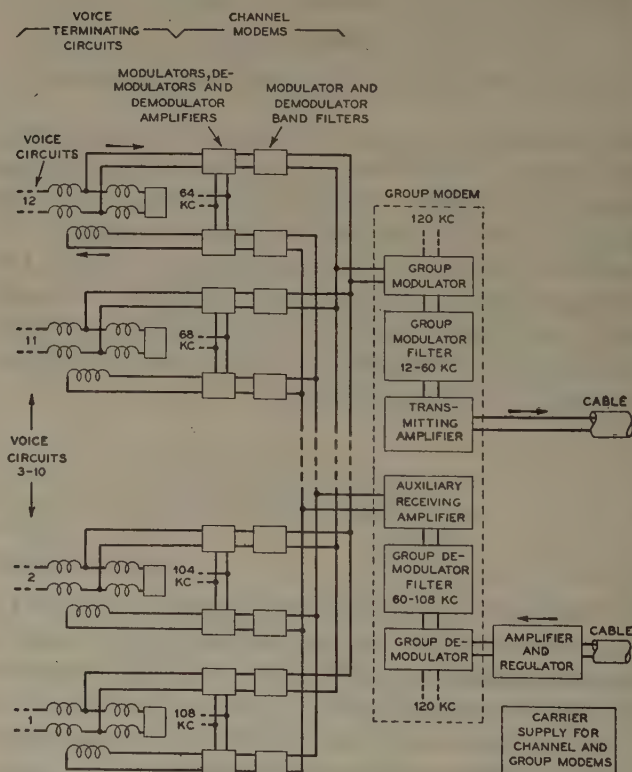 VOICE
TERMINATING
CIRCUITS
CHANNEL
MODEMS
MODULATORS, DE-
MODULATORS AND
DEMODULATOR
AMPLIFIERS
MODULATOR AND
DEMODULATOR
BAND FILTERS
VOICE
CIRCUITS
12
64
KC
11
68
KC
VOICE
CIRCUITS
3-10
2
104
KC
1
108
KC
GROUP MODEM
120 KC
GROUP
MODULATOR
GROUP
MODULATOR
FILTER
12-60 KC
TRANS-
MITTING
AMPLIFIER
CABLE
AUXILIARY
RECEIVING
AMPLIFIER
GROUP DE-
MODULATOR
FILTER
60-108 KC
GROUP DE-
MODULATOR
120 KC
AMPLIFIER
AND
REGULATOR
CABLE
CARRIER
SUPPLY FOR
CHANNEL AND
GROUP MODEMS